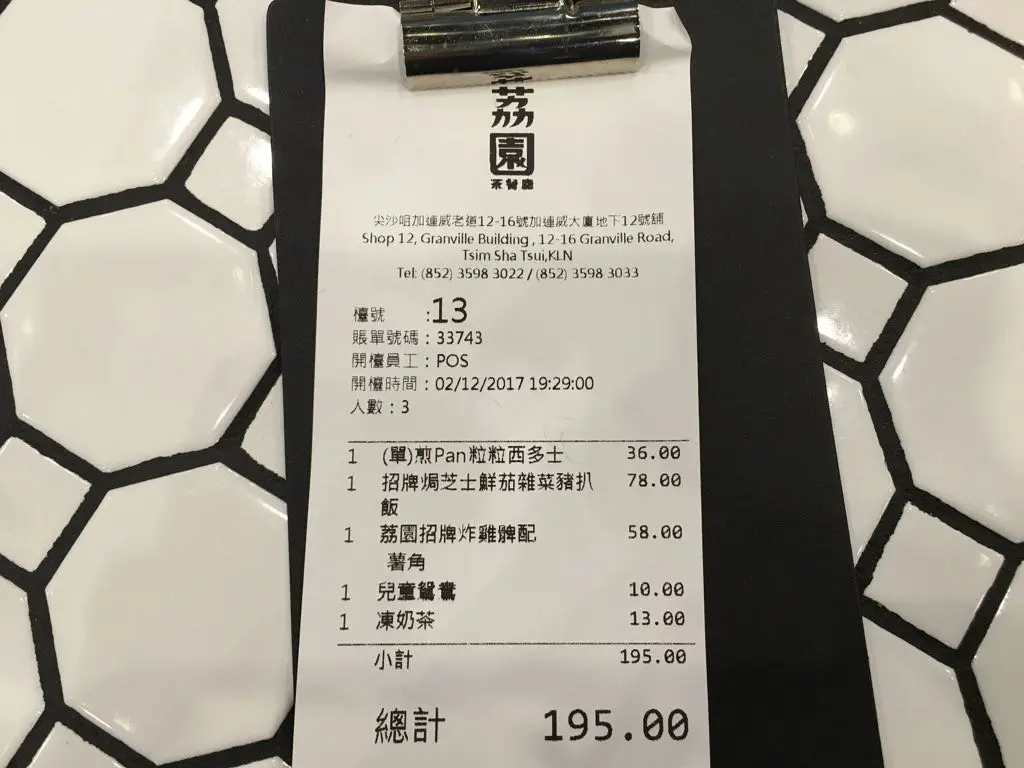 荔
園
茶餐廳
尖沙咀加連威老道12-16號加連威大廈地下12號舖
Shop 12, Granville Building , 12-16 Granville Road,
Tsim Sha Tsui,KLN
Tel: (852) 3598 3022 / (852) 3598 3033
檯號 :13
賬單號碼 : 33743
開檯員工 : POS
開檯時間 : 02/12/2017 19:29:00
人數 : 3
1 (單)煎Pan粒粒西多士 36.00
1 招牌焗芝士鮮茄雜菜豬扒 78.00
飯
1 荔園招牌炸雞髀配 58.00
薯角
1 兒童鴛鴦 10.00
1 凍奶茶 13.00
小計 195.00
總計 195.00